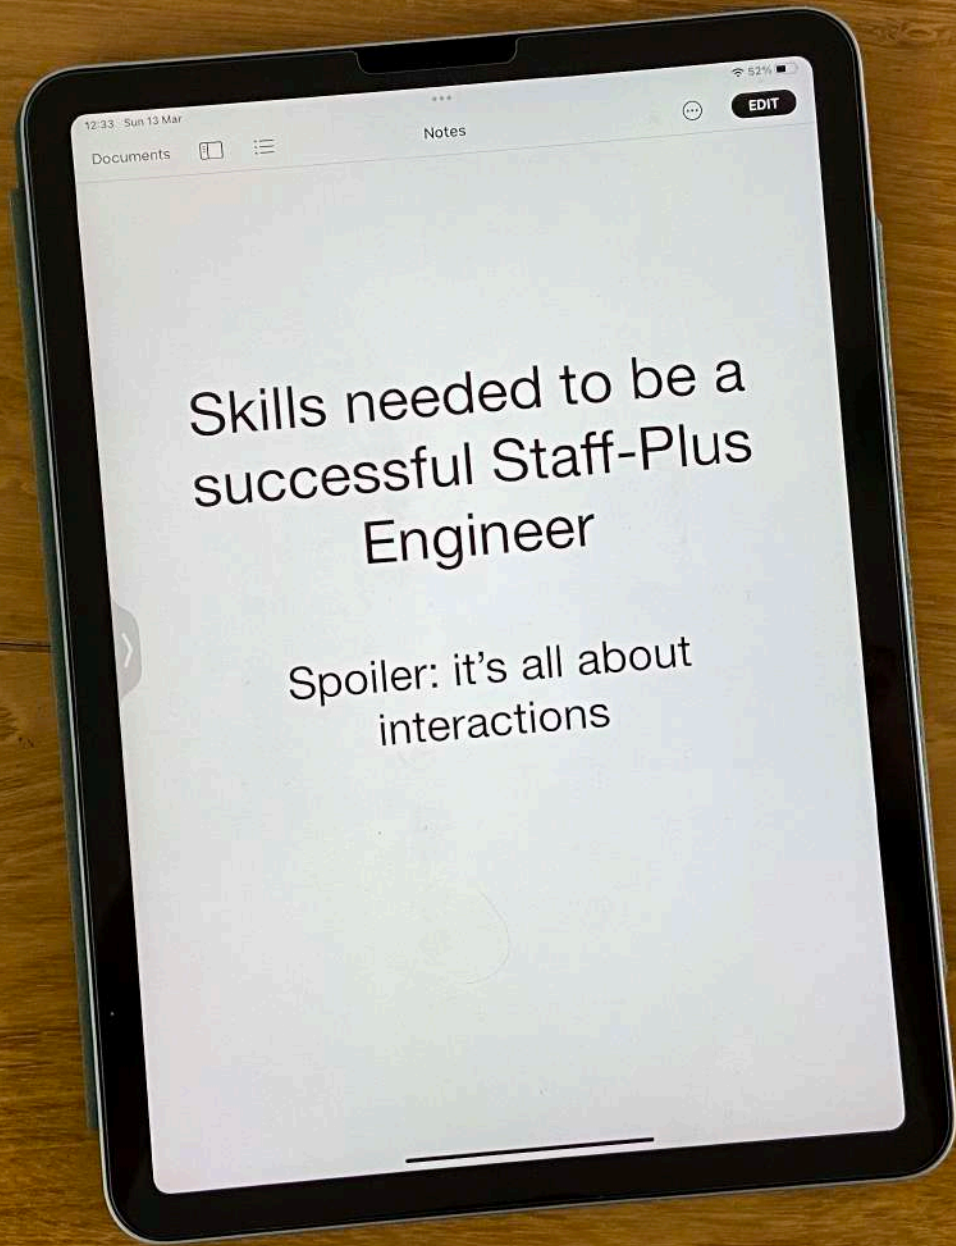 12:33 Sun 13 Mar
52%
Documents
Notes
EDIT
Skills needed to be a
successful Staff-Plus
Engineer
Spoiler: it's all about
interactions